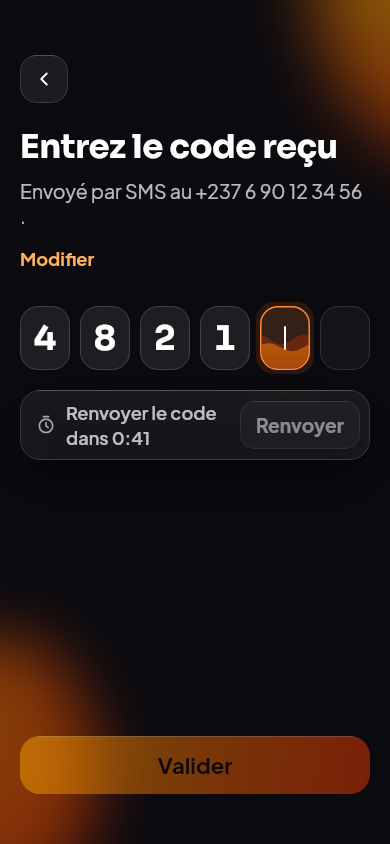 Entrez le code reçu
Envoyé par SMS au +237 6 90 12 34 56
.
Modifier
4 8 2 1
Renvoyer le code
dans 0:41
Renvoyer
Valider